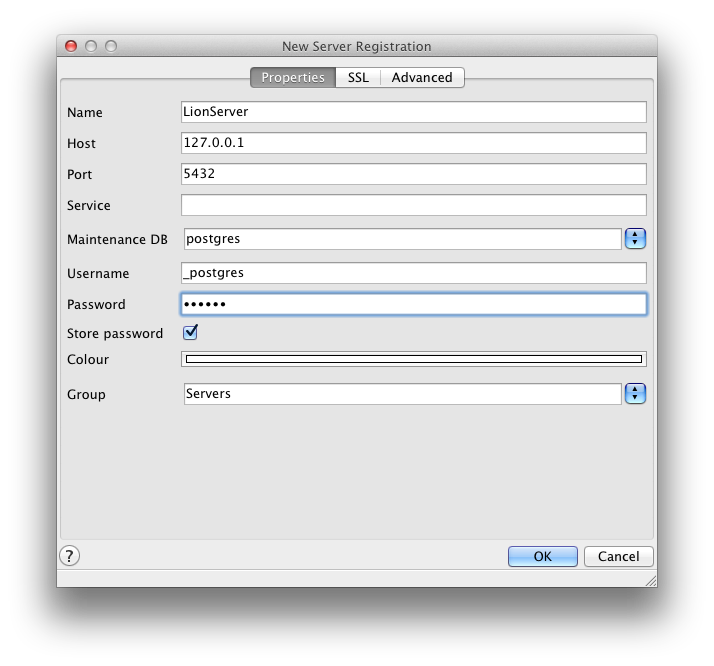 New Server Registration
Properties SSL Advanced
Name LionServer
Host 127.0.0.1
Port 5432
Service
Maintenance DB postgres
Username _postgres
Password ••••••
Store password
Colour
Group Servers
? OK Cancel